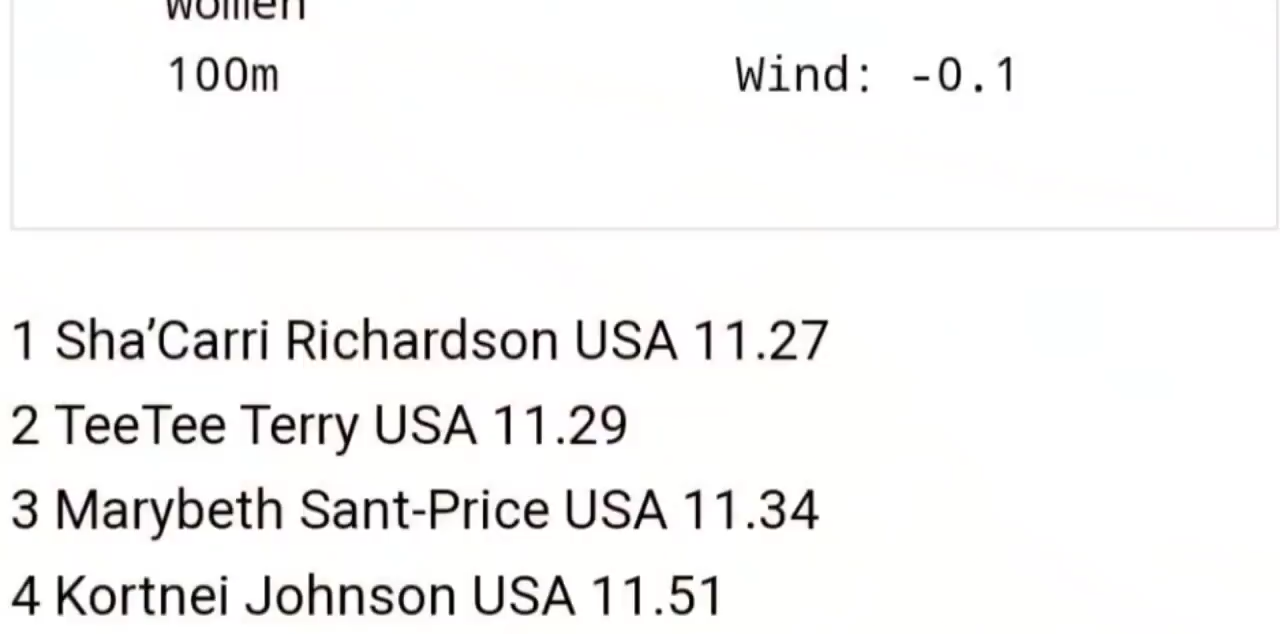 women
100m Wind: -0.1
1 Sha’Carri Richardson USA 11.27
2 TeeTee Terry USA 11.29
3 Marybeth Sant-Price USA 11.34
4 Kortnei Johnson USA 11.51